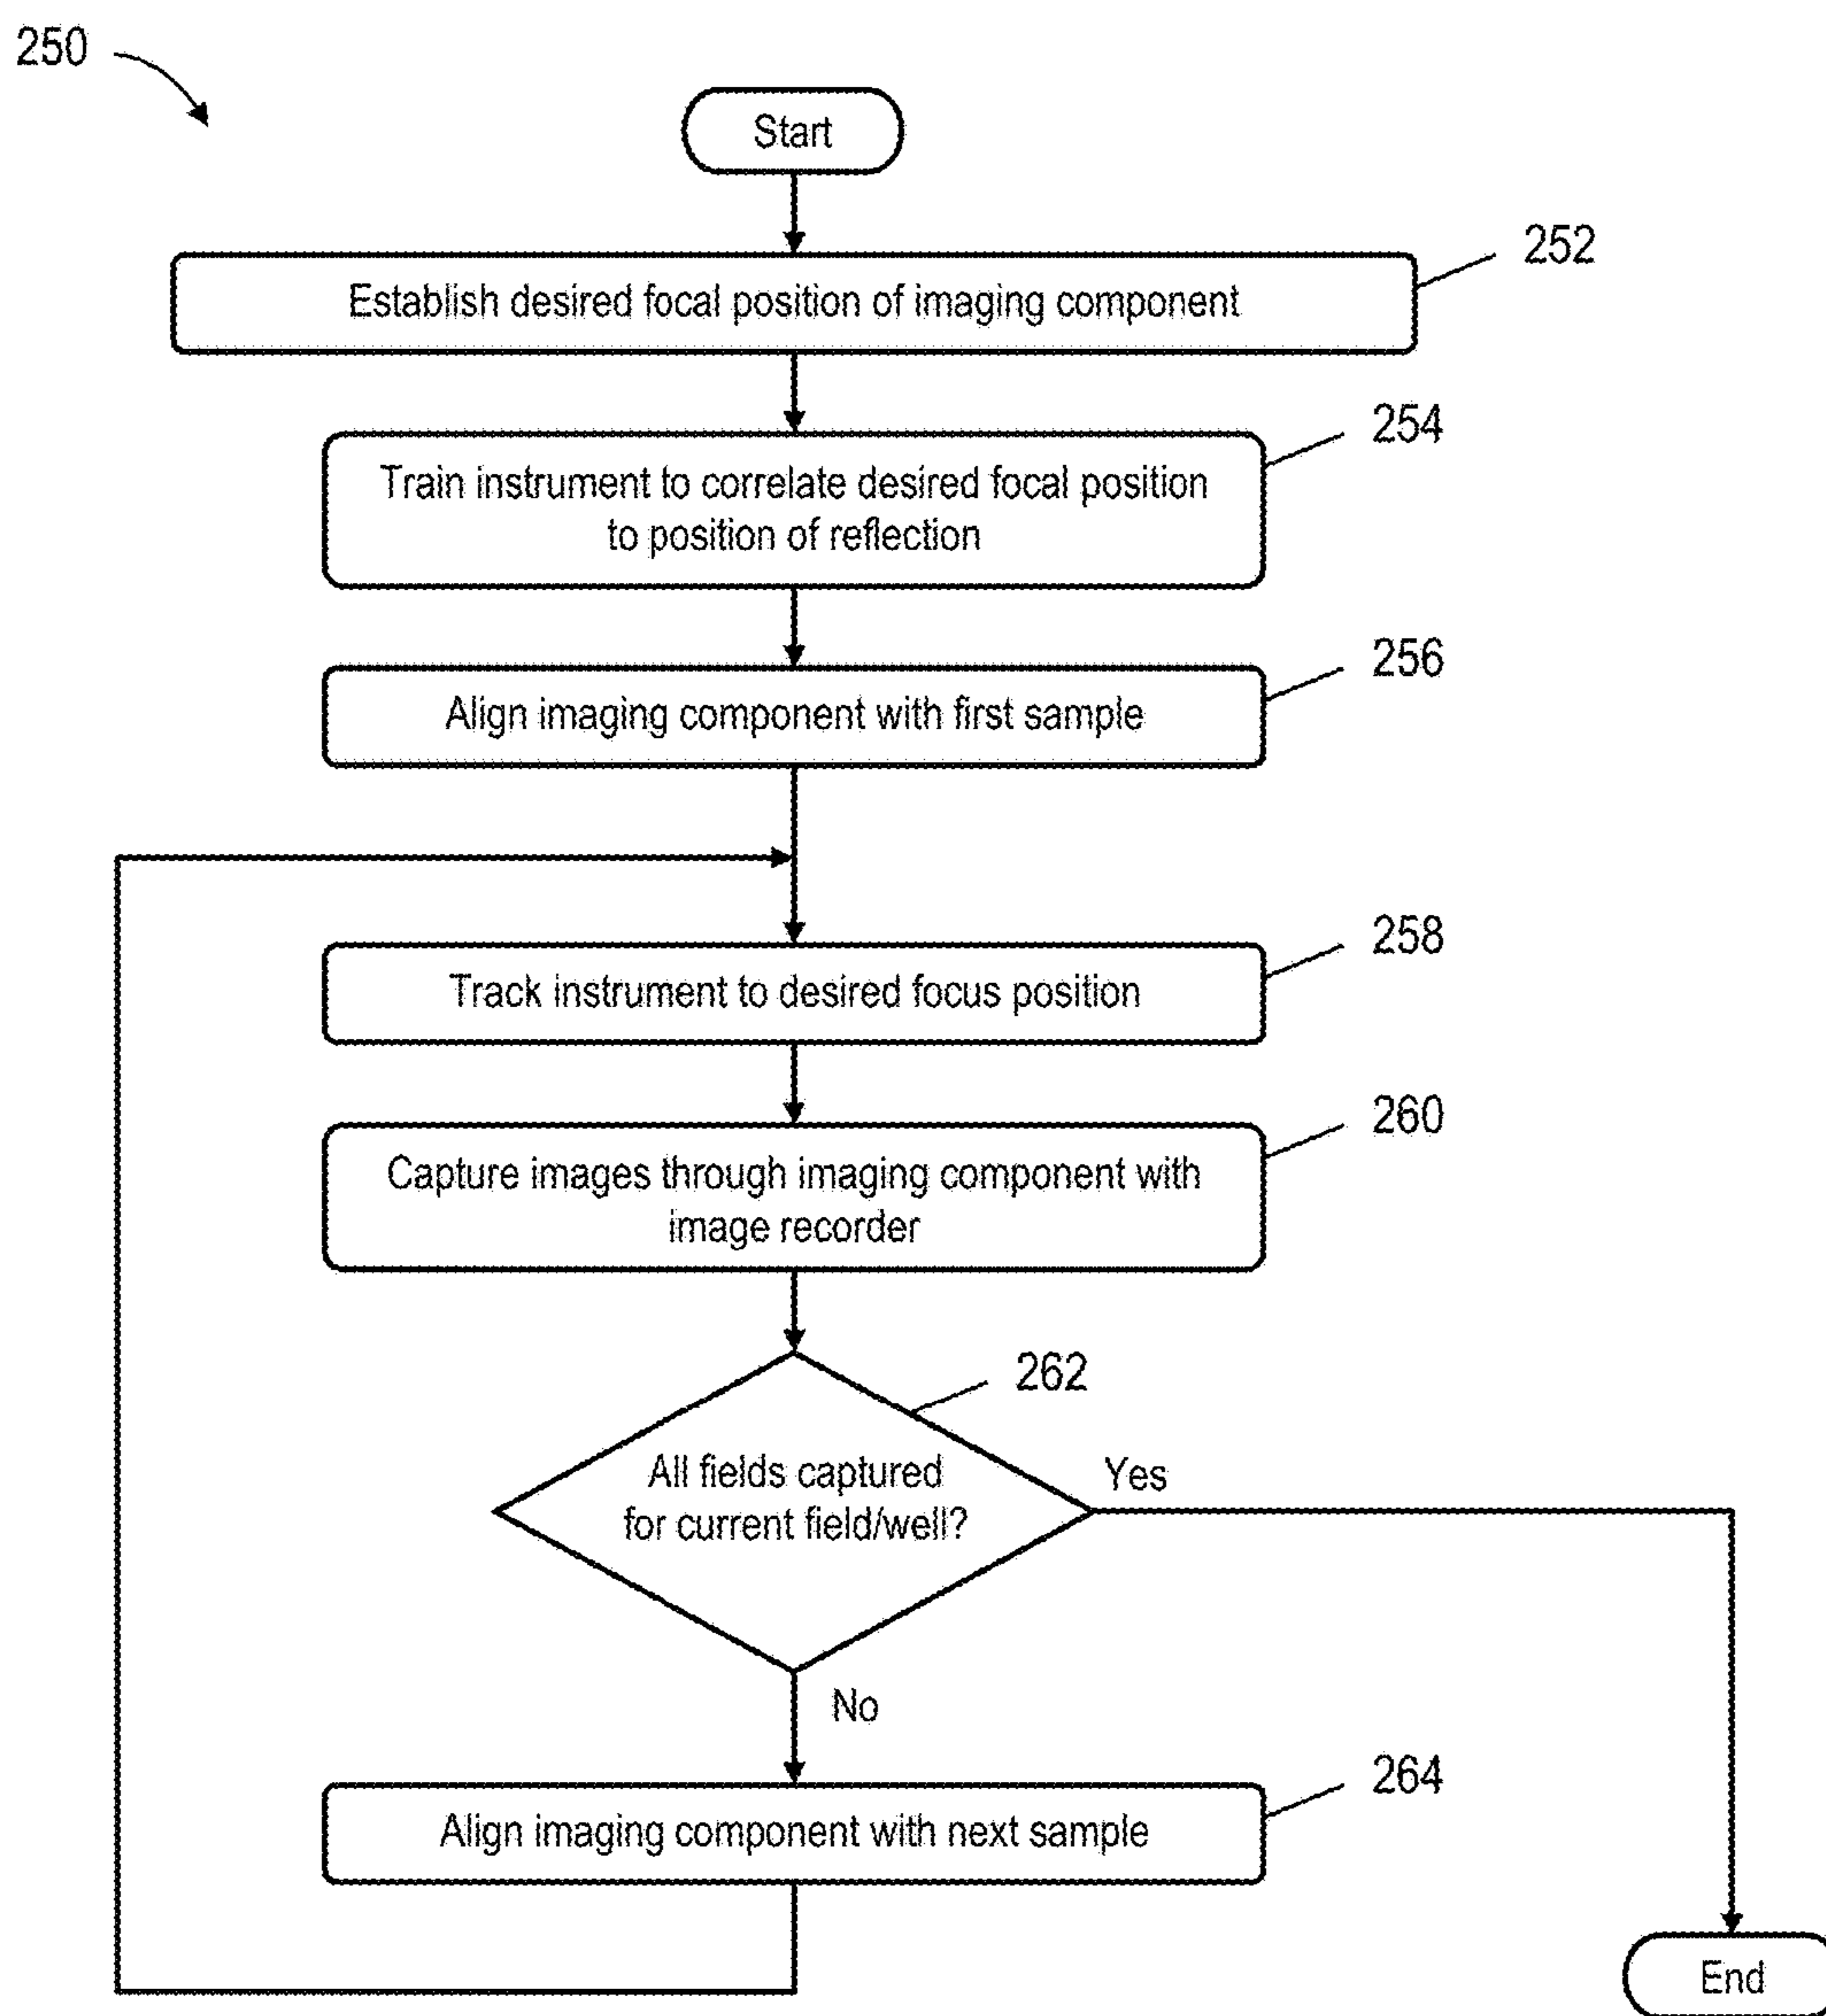 250
Start
252
Establish desired focal position of imaging component
254
Train instrument to correlate desired focal position
to position of reflection
256
Align imaging component with first sample
258
Track instrument to desired focus position
260
Capture images through imaging component with
image recorder
262
All fields captured
for current field/well?
Yes
No
264
Align imaging component with next sample
End